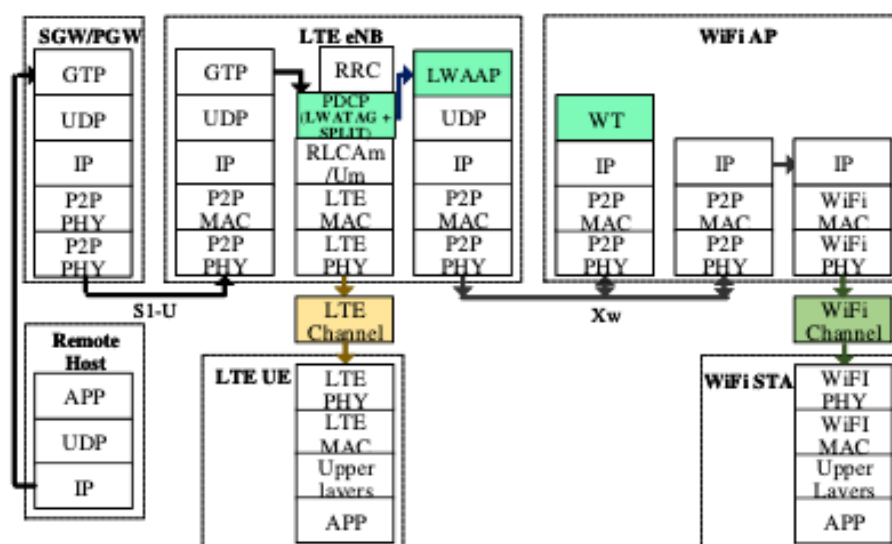 SGW/PGW
GTP
UDP
IP
P2P
PHY
P2P
PHY
LTE eNB
GTP
UDP
IP
P2P
MAC
P2P
PHY
RRC
PDCP
(LWATAG +
SPLIT)
RLCAm
/Um
LTE
MAC
LTE
PHY
LWAAP
UDP
IP
P2P
MAC
P2P
PHY
WiFi AP
WT
IP
P2P
MAC
P2P
PHY
IP
P2P
MAC
P2P
PHY
IP
WiFi
MAC
WiFi
PHY
S1-U
Xw
LTE
Channel
WiFi
Channel
Remote
Host
APP
UDP
IP
LTE UE
LTE
PHY
LTE
MAC
Upper
layers
APP
WiFi STA
WiFI
PHY
WiFI
MAC
Upper
Layers
APP